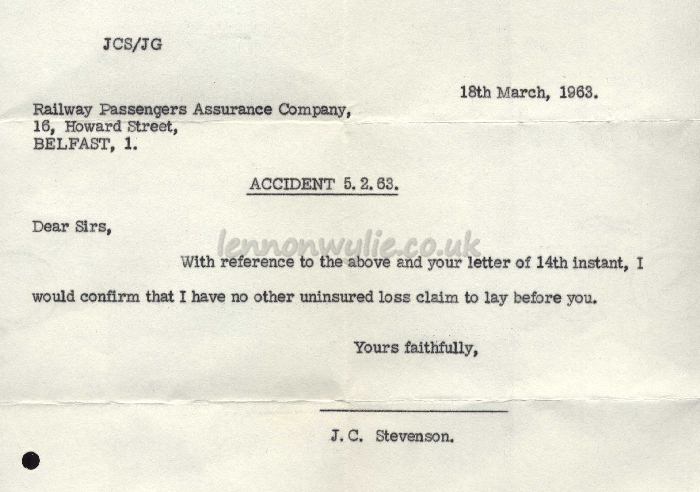 JCS/JG
18th March, 1963.
Railway Passengers Assurance Company,
16, Howard Street,
BELFAST, 1.
ACCIDENT 5.2.63.
Dear Sirs,
lennonwylie.co.uk
With reference to the above and your letter of 14th instant, I
would confirm that I have no other uninsured loss claim to lay before you.
Yours faithfully,
J.C. Stevenson.